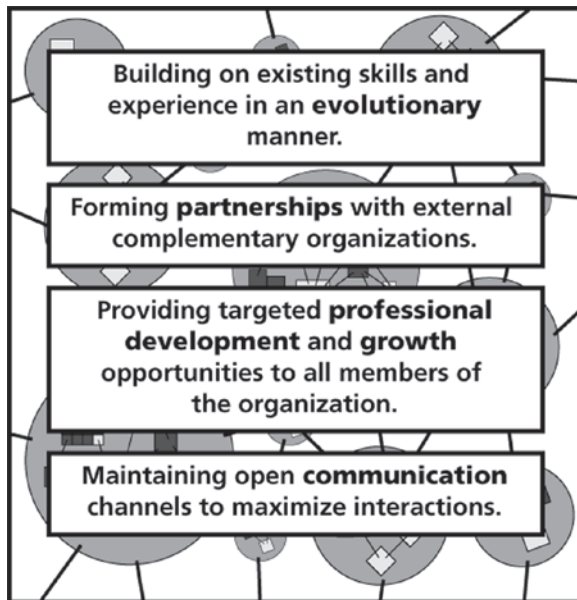 Building on existing skills and
experience in an evolutionary
manner.
Forming partnerships with external
complementary organizations.
Providing targeted professional
development and growth
opportunities to all members of
the organization.
Maintaining open communication
channels to maximize interactions.